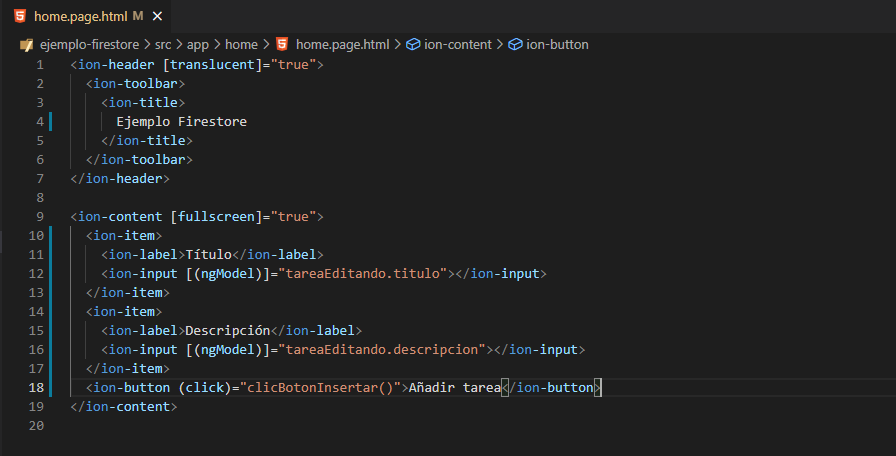 home.page.html M ×
ejemplo-firestore > src > app > home > home.page.html > ion-content > ion-button
1 <ion-header [translucent]="true">
2   <ion-toolbar>
3     <ion-title>
4       Ejemplo Firestore
5     </ion-title>
6   </ion-toolbar>
7 </ion-header>
8
9 <ion-content [fullscreen]="true">
10   <ion-item>
11     <ion-label>Título</ion-label>
12     <ion-input [(ngModel)]="tareaEditando.titulo"></ion-input>
13   </ion-item>
14   <ion-item>
15     <ion-label>Descripción</ion-label>
16     <ion-input [(ngModel)]="tareaEditando.descripcion"></ion-input>
17   </ion-item>
18   <ion-button (click)="clicBotonInsertar()">Añadir tarea</ion-button>
19 </ion-content>
20